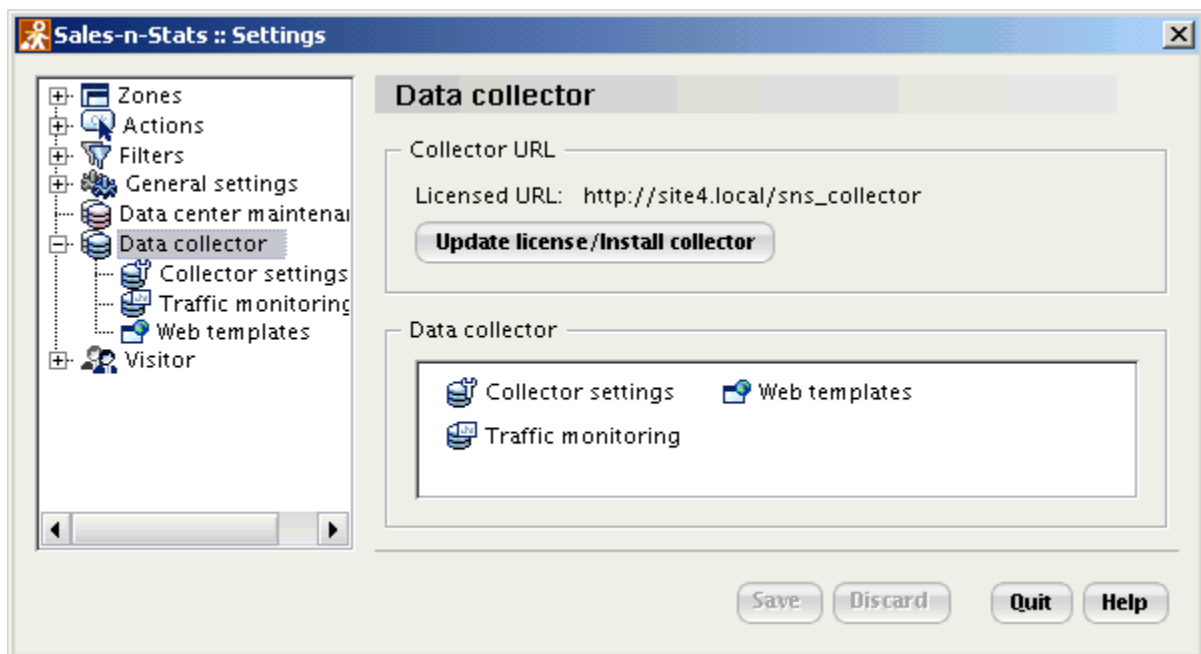 Sales-n-Stats :: Settings
Zones
Actions
Filters
General settings
Data center maintenan
Data collector
Collector settings
Traffic monitoring
Web templates
Visitor
Data collector
Collector URL
Licensed URL: http://site4.local/sns_collector
Update license/Install collector
Data collector
Collector settings
Web templates
Traffic monitoring
Save
Discard
Quit
Help